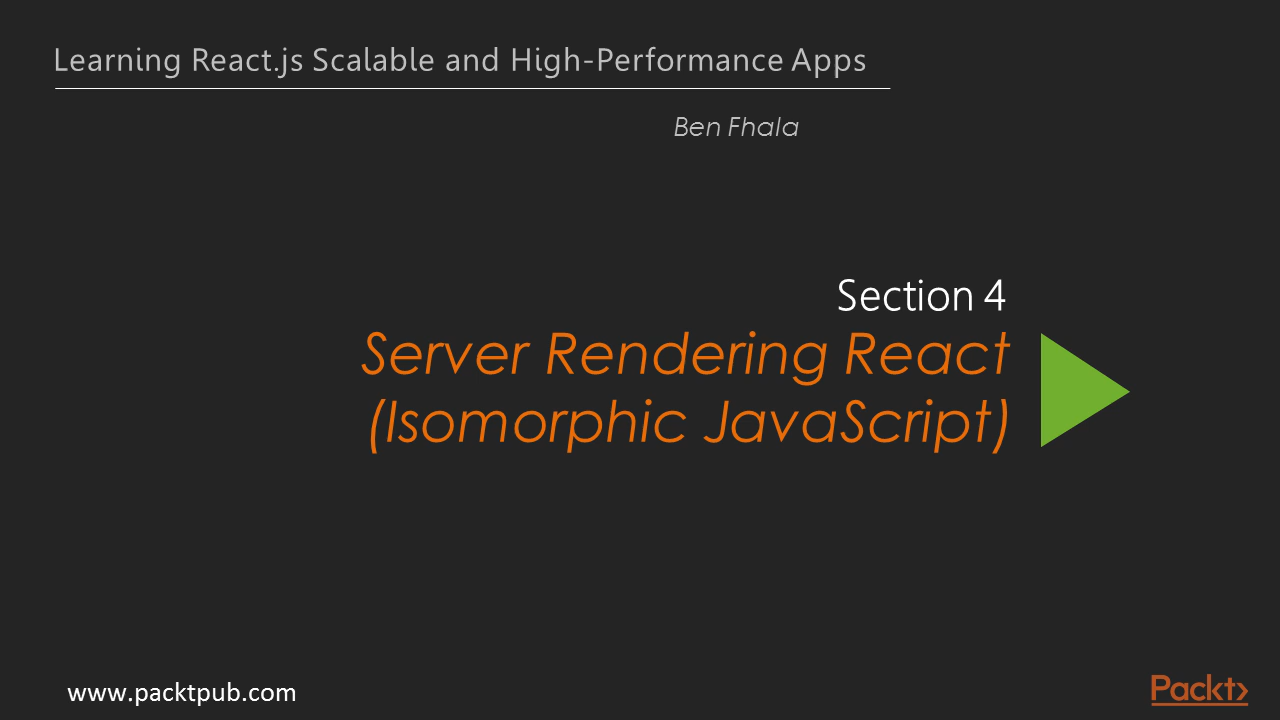 Learning React.js Scalable and High-Performance Apps
Ben Fhala
Section 4
Server Rendering React
(Isomorphic JavaScript)
www.packtpub.com
Packt>